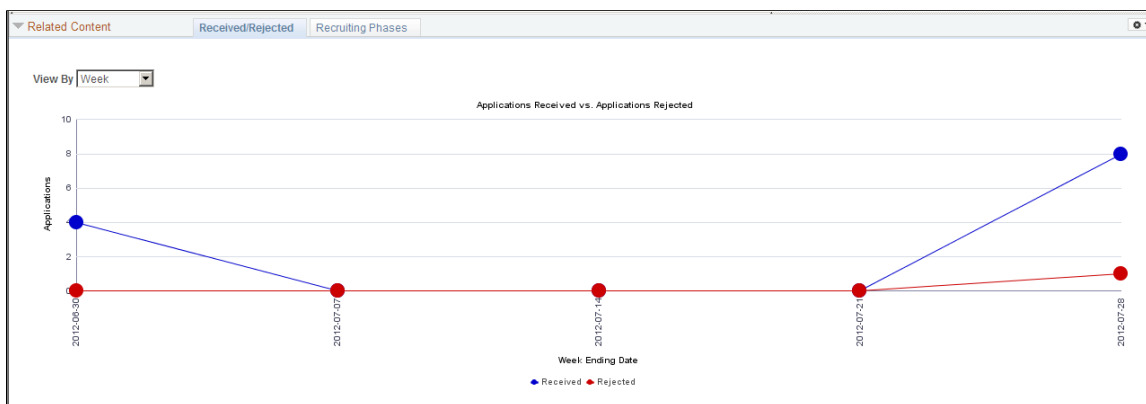 Related Content Received/Rejected Recruiting Phases
View By Week
Applications Received vs. Applications Rejected
10
8
6
4
2
0
Applications
2012-06-30 2012-07-07 2012-07-14 2012-07-21 2012-07-28
Week Ending Date
Received Rejected